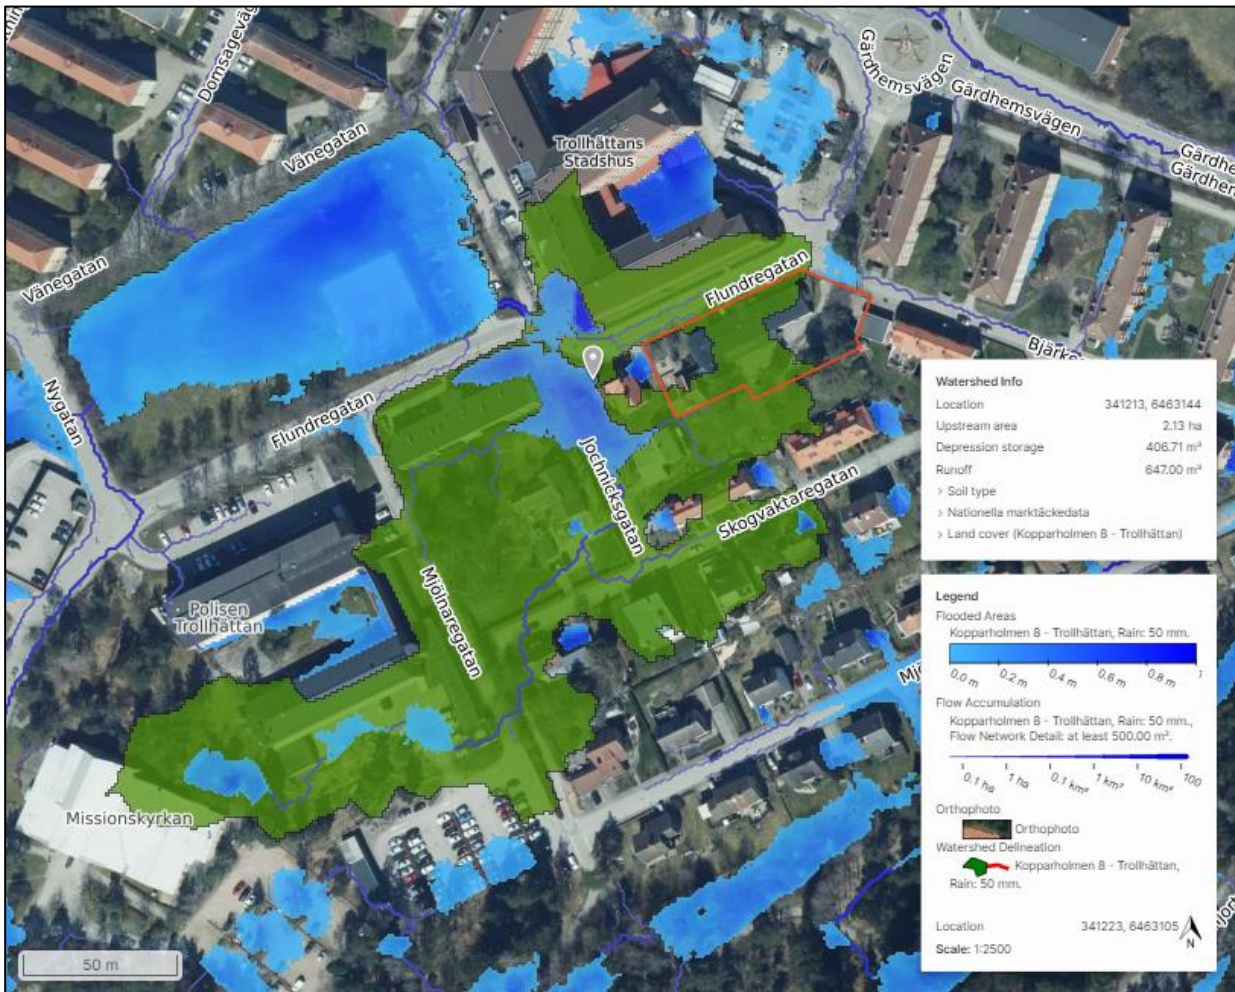 Domsageväg
Gärdhemsvägen
Gärdhemsvägen
Gärdhe
Gärdhem
Vänegatan
Trollhättans
Stadshus
Vänegatan
Flundregatan
Bjärke
Nygatan
Flundregatan
Jochnicksgatan
Skogvaktaregatan
Mjölnaregatan
Polisen
Trollhättan
Mjö
Missionskyrkan
50 m
Watershed Info
Location 341213, 6463144
Upstream area 2.13 ha
Depression storage 406.71 m³
Runoff 647.00 m³
> Soil type
> Nationella marktäckedata
> Land cover (Kopparholmen 8 - Trollhättan)
Legend
Flooded Areas
Kopparholmen 8 - Trollhättan, Rain: 50 mm.
0.0 m 0.2 m 0.4 m 0.6 m 0.8 m
Flow Accumulation
Kopparholmen 8 - Trollhättan, Rain: 50 mm.,
Flow Network Detail: at least 500.00 m².
0.1 ha 1 ha 0.1 km² 1 km² 10 km² 100
Orthophoto
Orthophoto
Watershed Delineation
Kopparholmen 8 - Trollhättan,
Rain: 50 mm.
Location 341223, 6463105
N
Scale: 1:2500